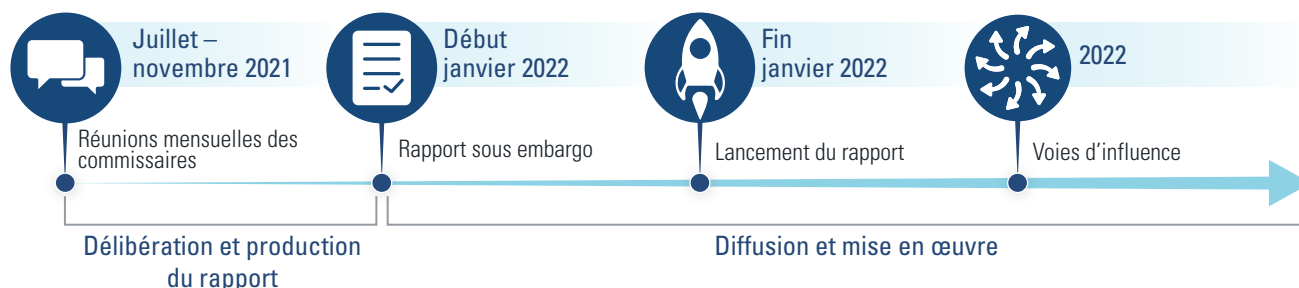 Juillet –
novembre 2021
Début
janvier 2022
Fin
janvier 2022
2022
Réunions mensuelles des
commissaires
Rapport sous embargo
Lancement du rapport
Voies d’influence
Délibération et production
du rapport
Diffusion et mise en œuvre